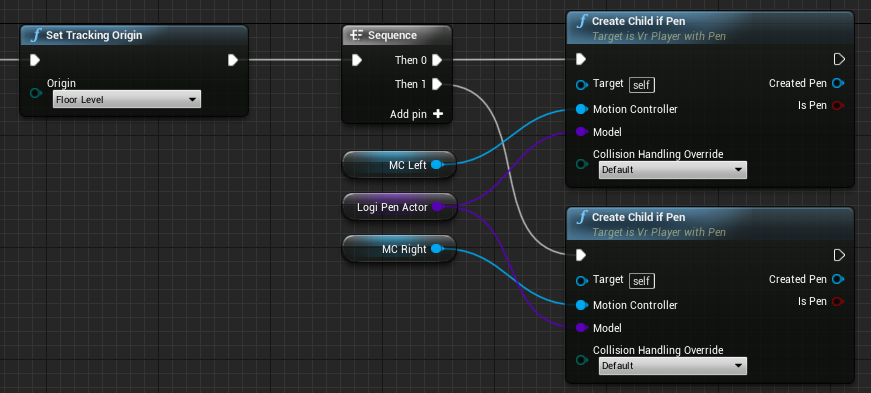 Set Tracking Origin
Origin
Floor Level
Sequence
Then 0
Then 1
Add pin
MC Left
Logi Pen Actor
MC Right
Create Child if Pen
Target is Vr Player with Pen
Target self
Created Pen
Motion Controller
Is Pen
Model
Collision Handling Override
Default
Create Child if Pen
Target is Vr Player with Pen
Target self
Created Pen
Motion Controller
Is Pen
Model
Collision Handling Override
Default